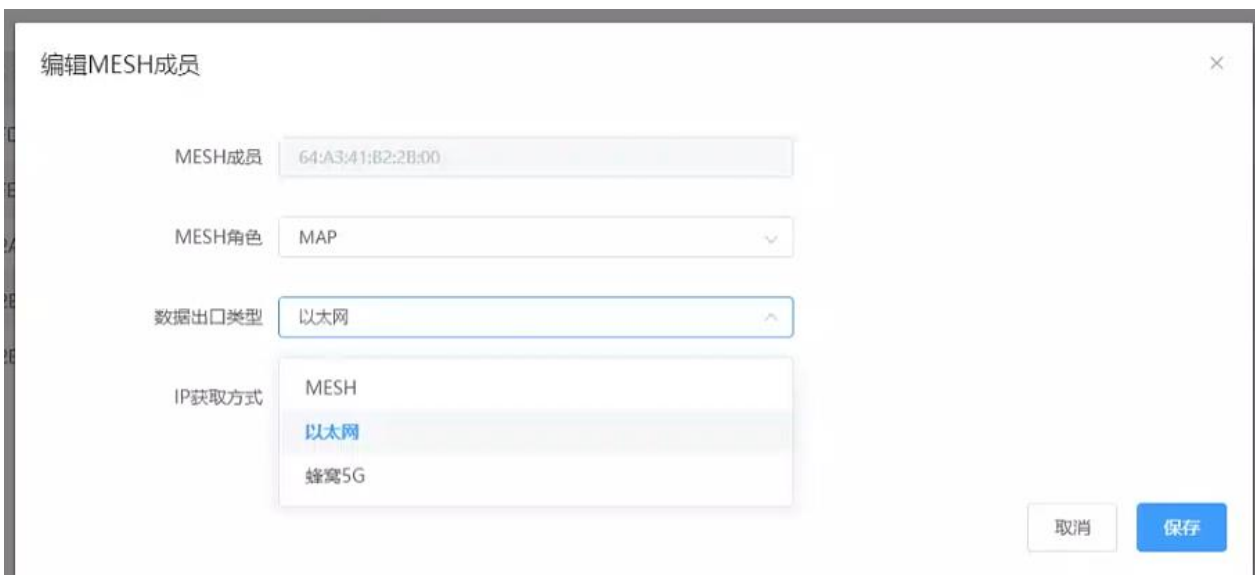 编辑MESH成员
MESH成员 64:A3:41:B2:2B:00
MESH角色 MAP
数据出口类型 以太网
IP获取方式
MESH
以太网
蜂窝5G
取消 保存